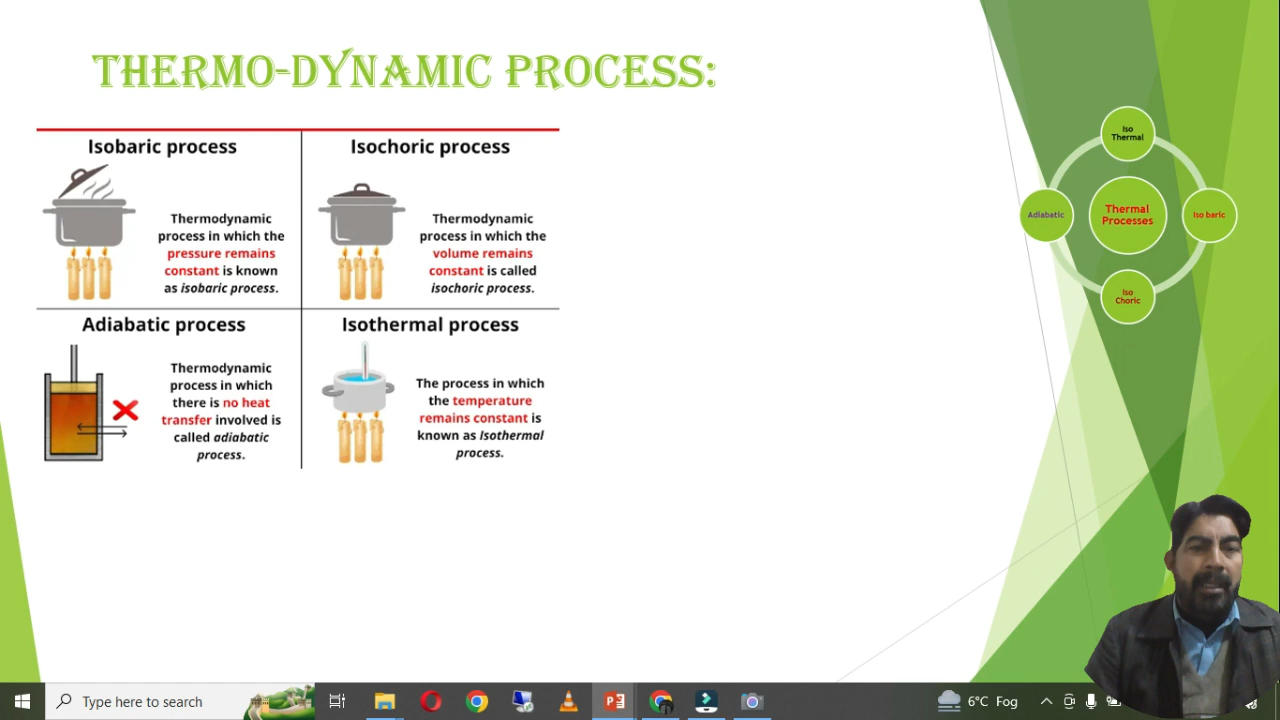 THERMO-DYNAMIC PROCESS:
Isobaric process
Thermodynamic
process in which the
pressure remains
constant is known
as isobaric process.
Isochoric process
Thermodynamic
process in which the
volume remains
constant is called
isochoric process.
Adiabatic process
Thermodynamic
process in which
there is no heat
transfer involved is
called adiabatic
process.
Isothermal process
The process in which
the temperature
remains constant is
known as Isothermal
process.
Iso
Thermal
Adiabatic
Thermal
Processes
Iso baric
Iso
Choric
Type here to search
6°C Fog